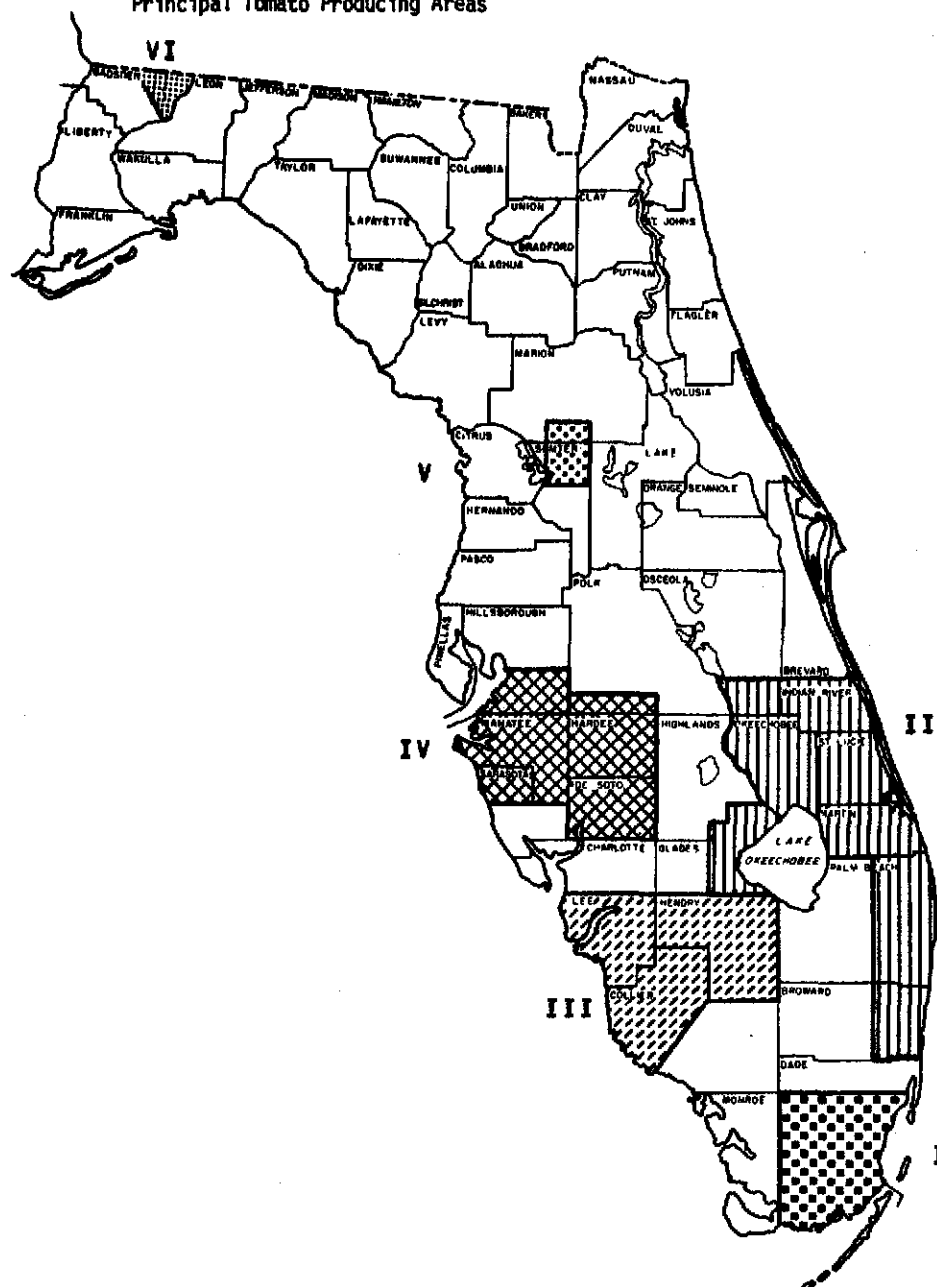 Principal Tomato Producing Areas
VI
NASSAU
GADSDEN
LEON
JEFFERSON
MADISON
HAMILTON
BAKER
DUVAL
LIBERTY
WAKULLA
TAYLOR
SUWANNEE
COLUMBIA
FRANKLIN
LAFAYETTE
UNION
CLAY
ST. JOHNS
BRADFORD
DIXIE
ALACHUA
PUTNAM
GILCHRIST
LEVY
FLAGLER
MARION
VOLUSIA
CITRUS
SUMTER
LAKE
V
ORANGE
SEMINOLE
HERNANDO
PASCO
POLK
OSCEOLA
HILLSBOROUGH
PINELLAS
BREVARD
INDIAN RIVER
MANATEE
HARDEE
HIGHLANDS
OKEECHOBEE
II
IV
ST. LUCIE
SARASOTA
DE SOTO
MARTIN
CHARLOTTE
GLADES
LAKE
OKEECHOBEE
PALM BEACH
LEE
HENDRY
III
COLLIER
BROWARD
DADE
MONROE
I